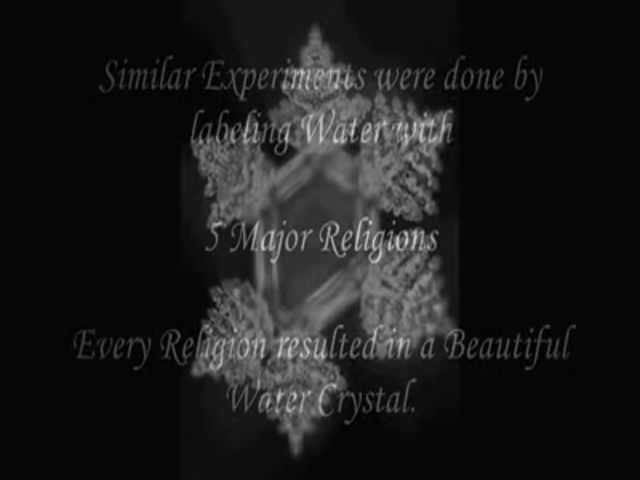 Similar Experiments were done by
labeling Water with
5 Major Religions
Every Religion resulted in a Beautiful
Water Crystal.